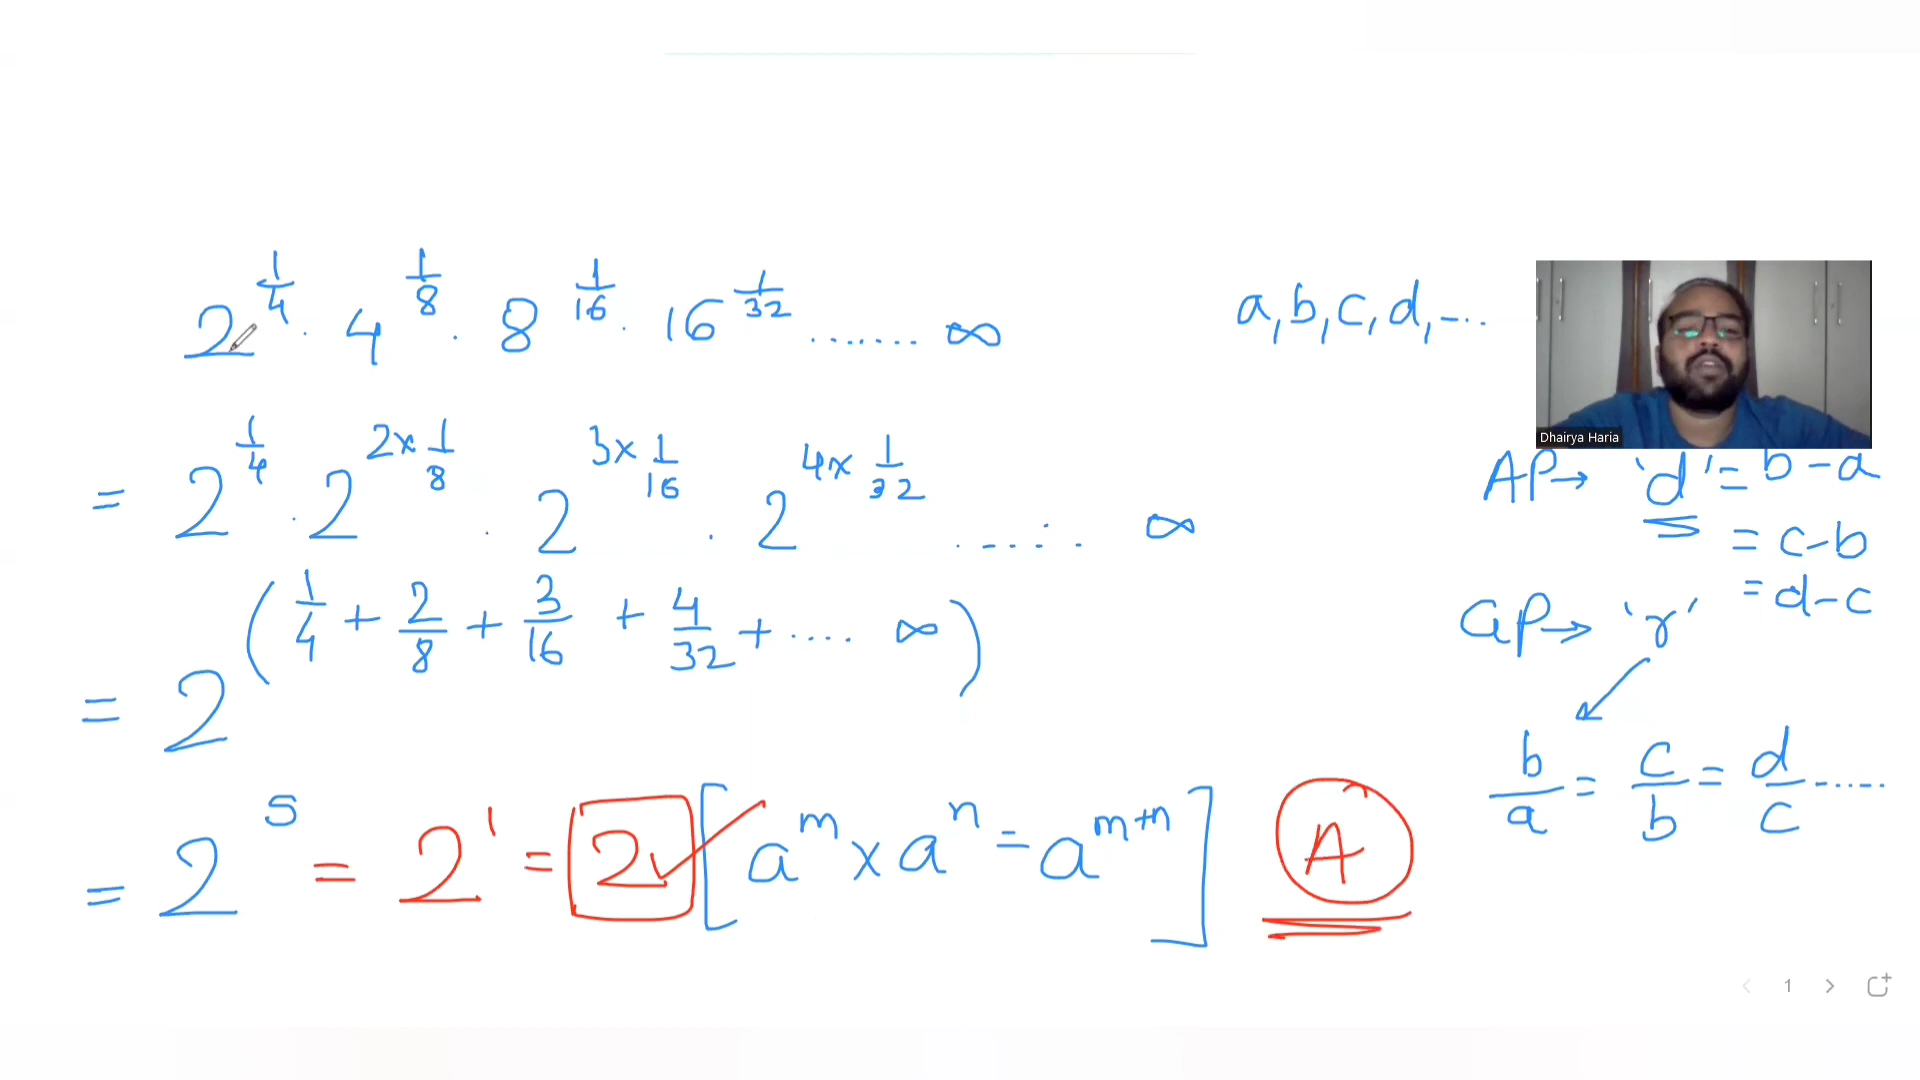 2^(1/4) . 4^(1/8) . 8^(1/16) . 16^(1/32) ....... ∞
= 2^(1/4) . 2^(2×1/8) . 2^(3×1/16) . 2^(4×1/32) ...... ∞
= 2^(1/4 + 2/8 + 3/16 + 4/32 + .... ∞)
= 2^S = 2^1 = 2 ✓ [a^m × a^n = a^(m+n)] A
a, b, c, d, ....
Dhairya Haria
AP → 'd' = b - a
= c - b
= d - c
GP → 'r'
b/a = c/b = d/c .....
1